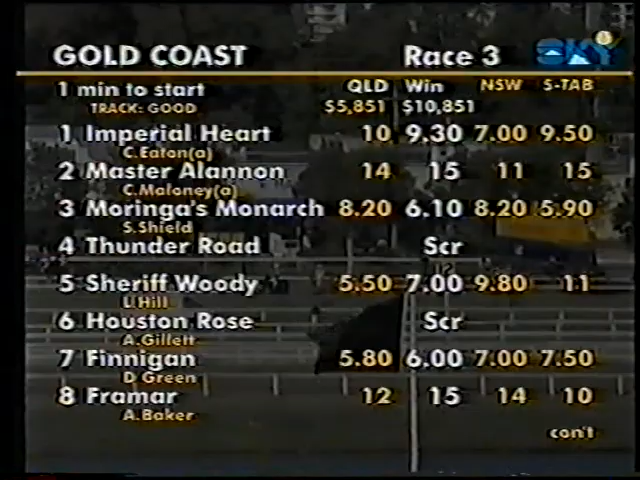 GOLD COAST Race 3 SKY
1 min to start QLD Win NSW S-TAB
TRACK: GOOD $5,851 $10,851
1 Imperial Heart 10 9.30 7.00 9.50
C.Eaton(a)
2 Master Alannon 14 15 11 15
C.Maloney(a)
3 Moringa's Monarch 8.20 6.10 8.20 5.90
S.Shield
4 Thunder Road Scr
5 Sheriff Woody 5.50 7.00 9.80 11
L.Hill
6 Houston Rose Scr
A.Gillett
7 Finnigan 5.80 6.00 7.00 7.50
D Green
8 Framar 12 15 14 10
A.Baker
con't